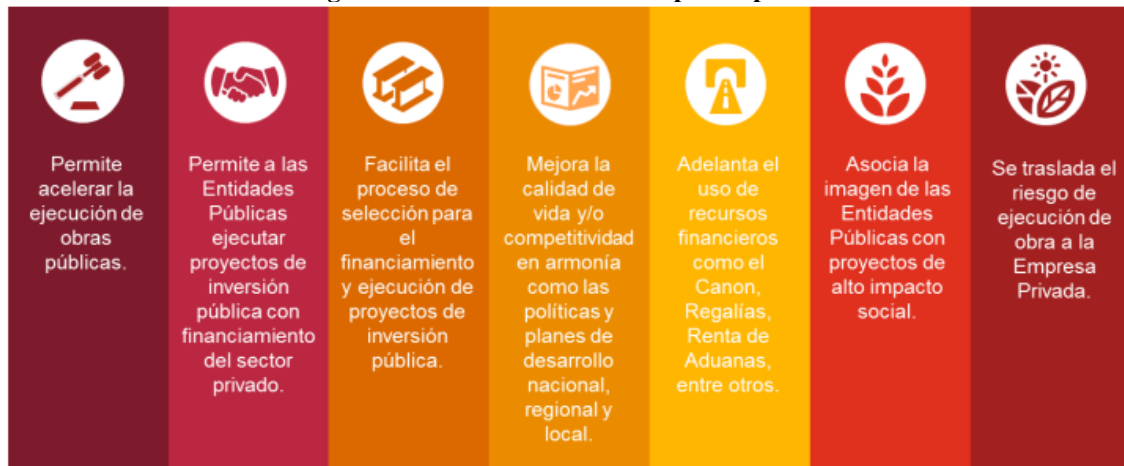 Permite
acelerar la
ejecución de
obras
públicas.
Permite a las
Entidades
Públicas
ejecutar
proyectos de
inversión
pública con
financiamiento
del sector
privado.
Facilita el
proceso de
selección para
el
financiamiento
y ejecución de
proyectos de
inversión
pública.
Mejora la
calidad de
vida y/o
competitividad
en armonía
como las
políticas y
planes de
desarrollo
nacional,
regional y
local.
Adelanta el
uso de
recursos
financieros
como el
Canon,
Regalías,
Renta de
Aduanas,
entre otros.
Asocia la
imagen de las
Entidades
Públicas con
proyectos de
alto impacto
social.
Se traslada el
riesgo de
ejecución de
obra a la
Empresa
Privada.